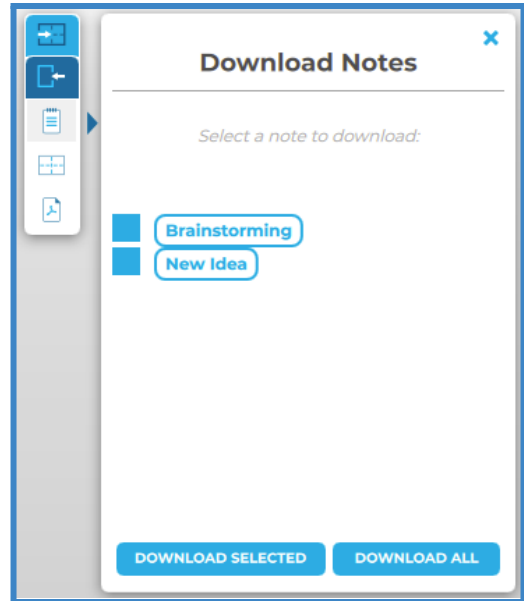 Download Notes
Select a note to download:
Brainstorming
New Idea
DOWNLOAD SELECTED
DOWNLOAD ALL